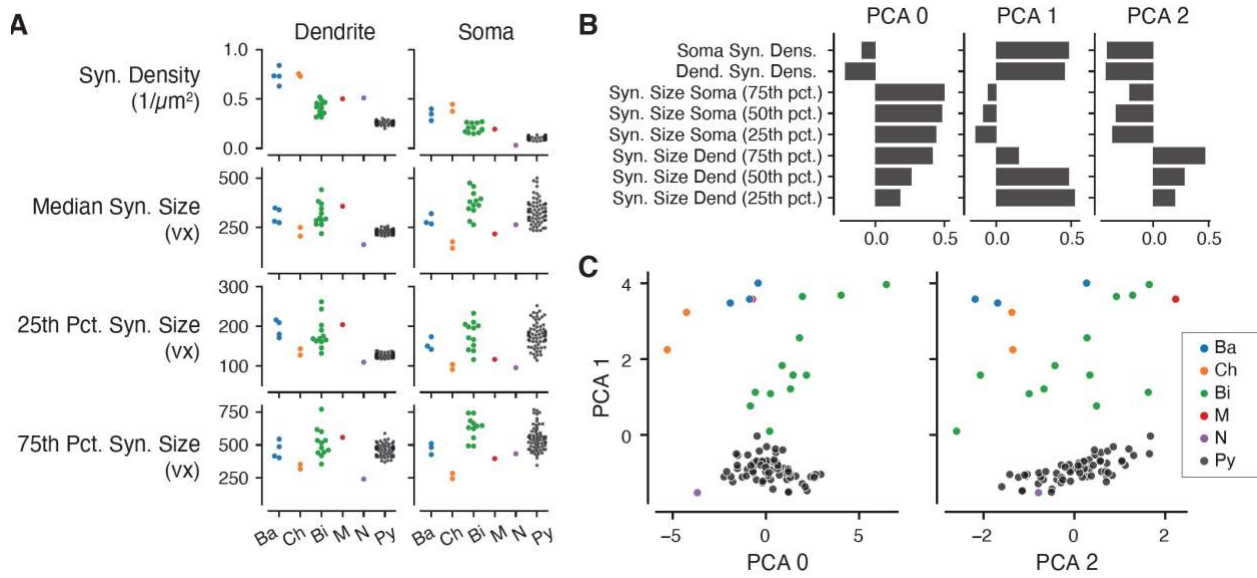 A
Dendrite
Soma
Syn. Density
(1/µm²)
1.0
0.5
0.0
Median Syn. Size
(vx)
500
250
25th Pct. Syn. Size
(vx)
300
200
100
75th Pct. Syn. Size
(vx)
750
500
250
Ba
Ch
Bi
M
N
Py
Ba
Ch
Bi
M
N
Py
B
PCA 0
PCA 1
PCA 2
Soma Syn. Dens.
Dend. Syn. Dens.
Syn. Size Soma (75th pct.)
Syn. Size Soma (50th pct.)
Syn. Size Soma (25th pct.)
Syn. Size Dend (75th pct.)
Syn. Size Dend (50th pct.)
Syn. Size Dend (25th pct.)
0.0
0.5
0.0
0.5
0.0
0.5
C
PCA 1
4
2
0
−5
0
5
PCA 0
−2
0
2
PCA 2
Ba
Ch
Bi
M
N
Py